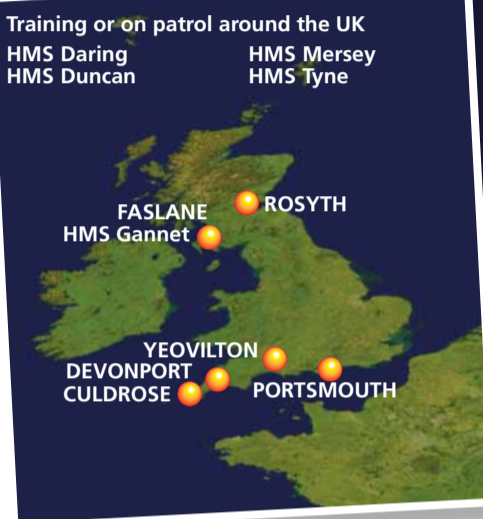 Training or on patrol around the UK
HMS Daring
HMS Duncan
HMS Mersey
HMS Tyne
ROSYTH
FASLANE
HMS Gannet
YEOVILTON
DEVONPORT
CULDROSE
PORTSMOUTH